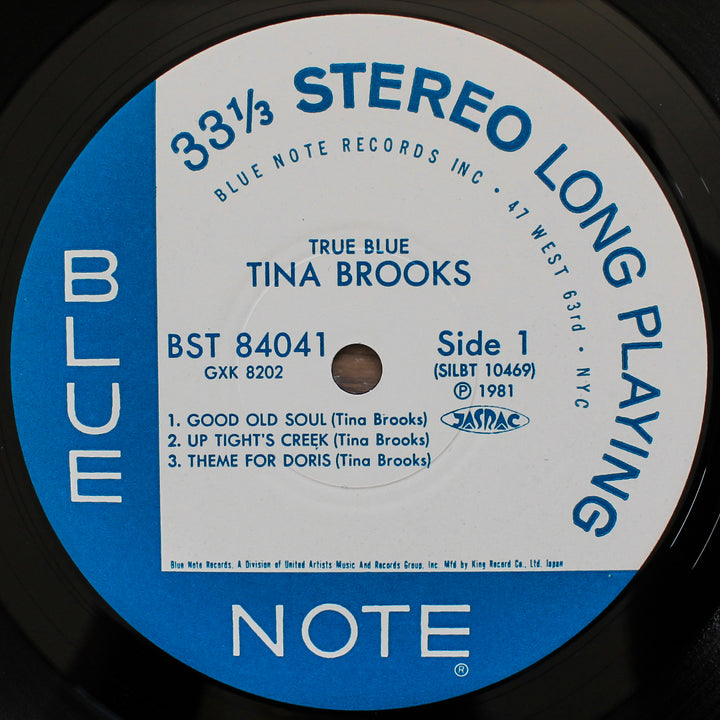 33⅓ STEREO LONG PLAYING
BLUE NOTE RECORDS INC • 47 WEST 63rd • NYC
TRUE BLUE
TINA BROOKS
BST 84041
GXK 8202
Side 1
(SILBT 10469)
℗ 1981
JASRAC
1. GOOD OLD SOUL (Tina Brooks)
2. UP TIGHT'S CREEK (Tina Brooks)
3. THEME FOR DORIS (Tina Brooks)
Blue Note Records, A Division of United Artists Music And Records Group, Inc. Mfd by King Record Co., Ltd. Japan
BLUE
NOTE®